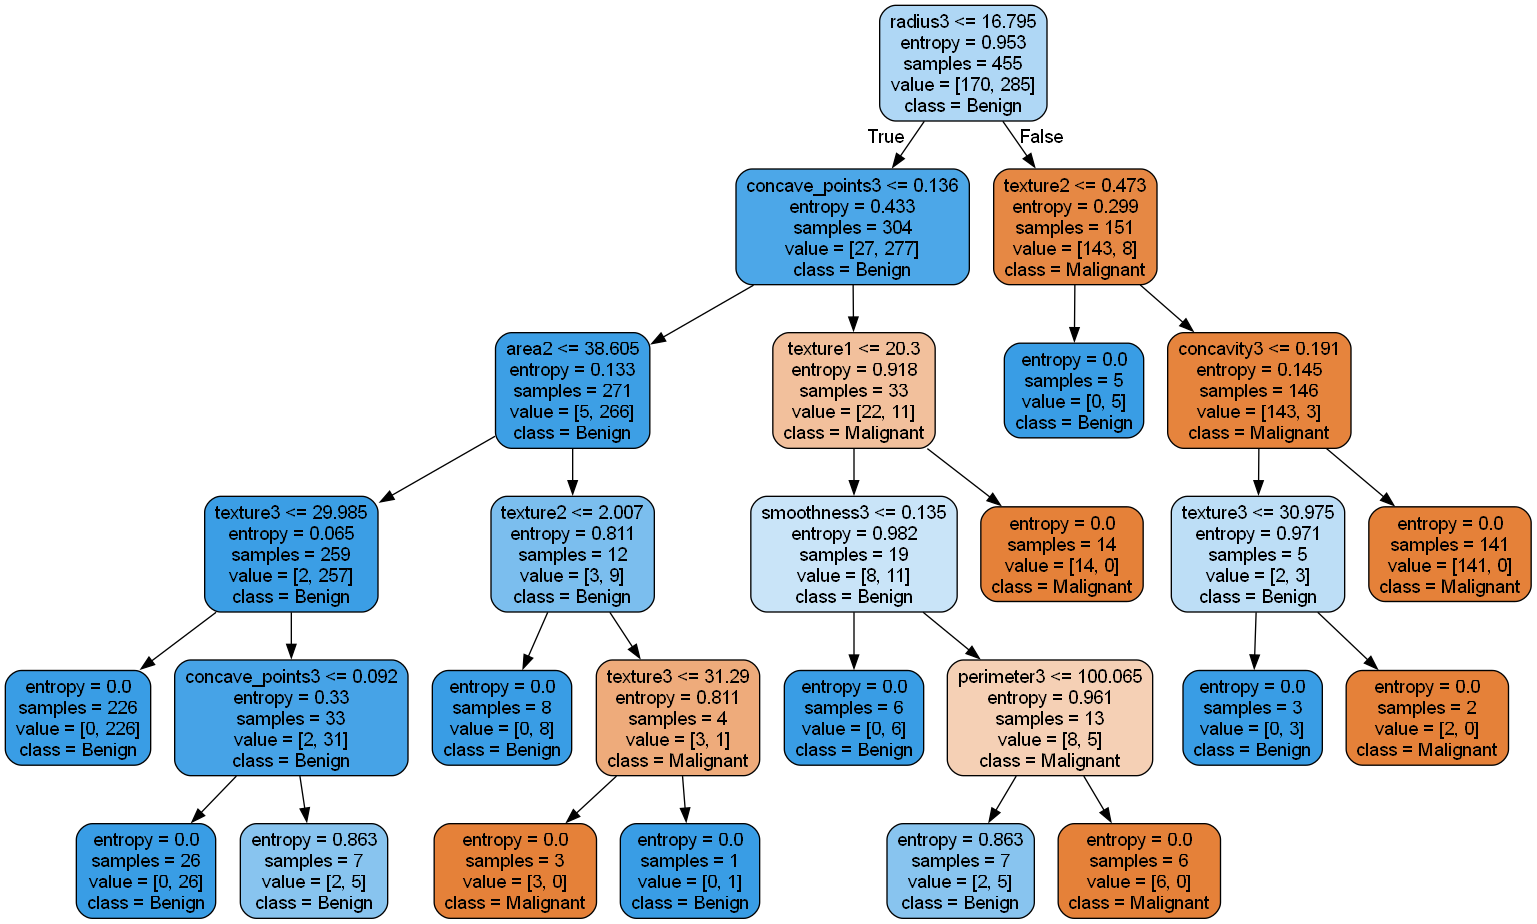 radius3 <= 16.795
entropy = 0.953
samples = 455
value = [170, 285]
class = Benign
True
False
concave_points3 <= 0.136
entropy = 0.433
samples = 304
value = [27, 277]
class = Benign
texture2 <= 0.473
entropy = 0.299
samples = 151
value = [143, 8]
class = Malignant
area2 <= 38.605
entropy = 0.133
samples = 271
value = [5, 266]
class = Benign
texture1 <= 20.3
entropy = 0.918
samples = 33
value = [22, 11]
class = Malignant
entropy = 0.0
samples = 5
value = [0, 5]
class = Benign
concavity3 <= 0.191
entropy = 0.145
samples = 146
value = [143, 3]
class = Malignant
texture3 <= 29.985
entropy = 0.065
samples = 259
value = [2, 257]
class = Benign
texture2 <= 2.007
entropy = 0.811
samples = 12
value = [3, 9]
class = Benign
smoothness3 <= 0.135
entropy = 0.982
samples = 19
value = [8, 11]
class = Benign
entropy = 0.0
samples = 14
value = [14, 0]
class = Malignant
texture3 <= 30.975
entropy = 0.971
samples = 5
value = [2, 3]
class = Benign
entropy = 0.0
samples = 141
value = [141, 0]
class = Malignant
entropy = 0.0
samples = 226
value = [0, 226]
class = Benign
concave_points3 <= 0.092
entropy = 0.33
samples = 33
value = [2, 31]
class = Benign
entropy = 0.0
samples = 8
value = [0, 8]
class = Benign
texture3 <= 31.29
entropy = 0.811
samples = 4
value = [3, 1]
class = Malignant
entropy = 0.0
samples = 6
value = [0, 6]
class = Benign
perimeter3 <= 100.065
entropy = 0.961
samples = 13
value = [8, 5]
class = Malignant
entropy = 0.0
samples = 3
value = [0, 3]
class = Benign
entropy = 0.0
samples = 2
value = [2, 0]
class = Malignant
entropy = 0.0
samples = 26
value = [0, 26]
class = Benign
entropy = 0.863
samples = 7
value = [2, 5]
class = Benign
entropy = 0.0
samples = 3
value = [3, 0]
class = Malignant
entropy = 0.0
samples = 1
value = [0, 1]
class = Benign
entropy = 0.863
samples = 7
value = [2, 5]
class = Benign
entropy = 0.0
samples = 6
value = [6, 0]
class = Malignant